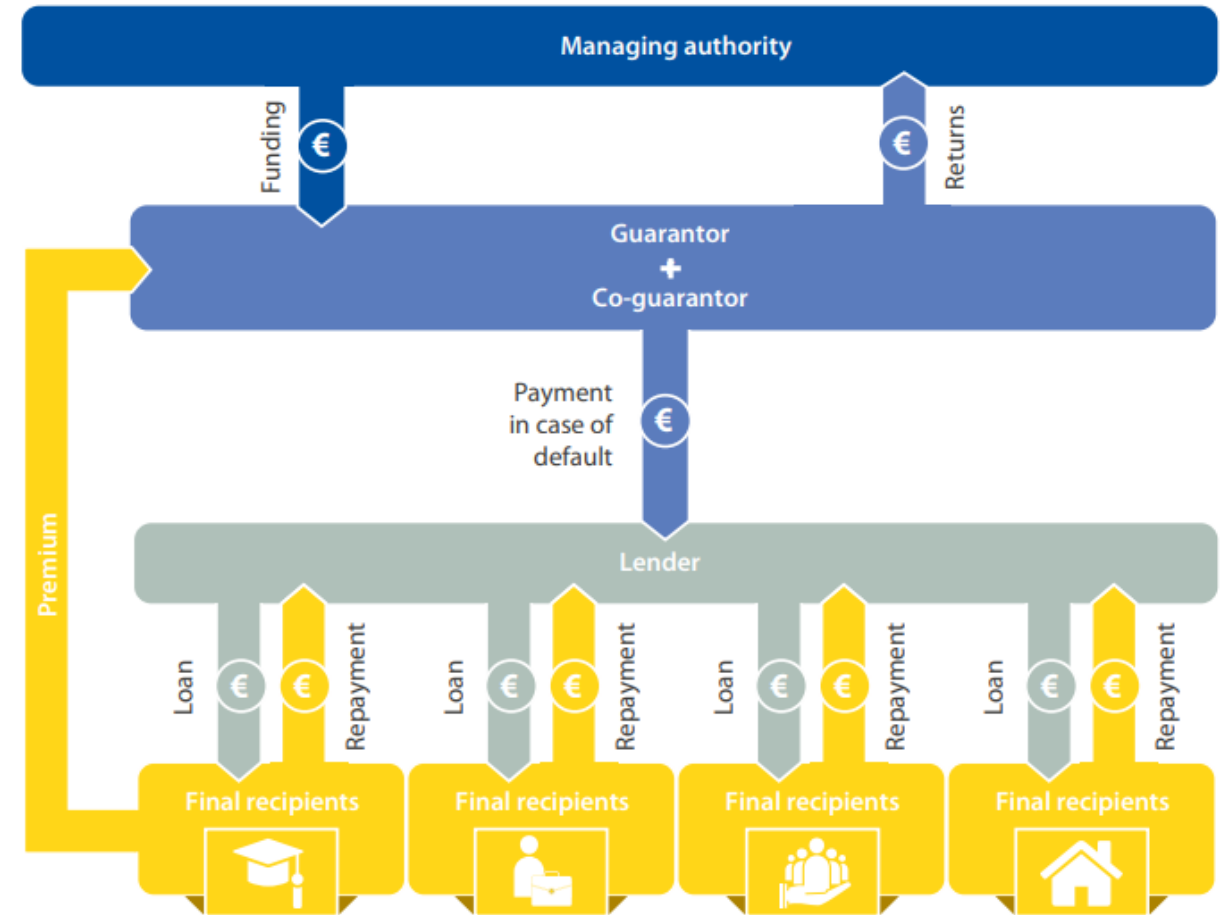 Managing authority
Funding
€
€
Returns
Guarantor
+
Co-guarantor
Payment
in case of
default
€
Premium
Lender
Loan
€
€
Repayment
Loan
€
€
Repayment
Loan
€
€
Repayment
Loan
€
€
Repayment
Final recipients
Final recipients
Final recipients
Final recipients